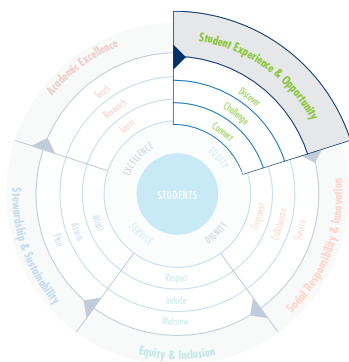 Student Experience & Opportunity
Discover
Challenge
Connect
Academic Excellence
Teach
Research
Learn
Social Responsibility & Innovation
Empower
Collaborate
Service
Equity & Inclusion
Respect
Include
Welcome
Stewardship & Sustainability
Plan
Assess
Adapt
EXCELLENCE
EQUITY
DIGNITY
SERVICE
STUDENTS